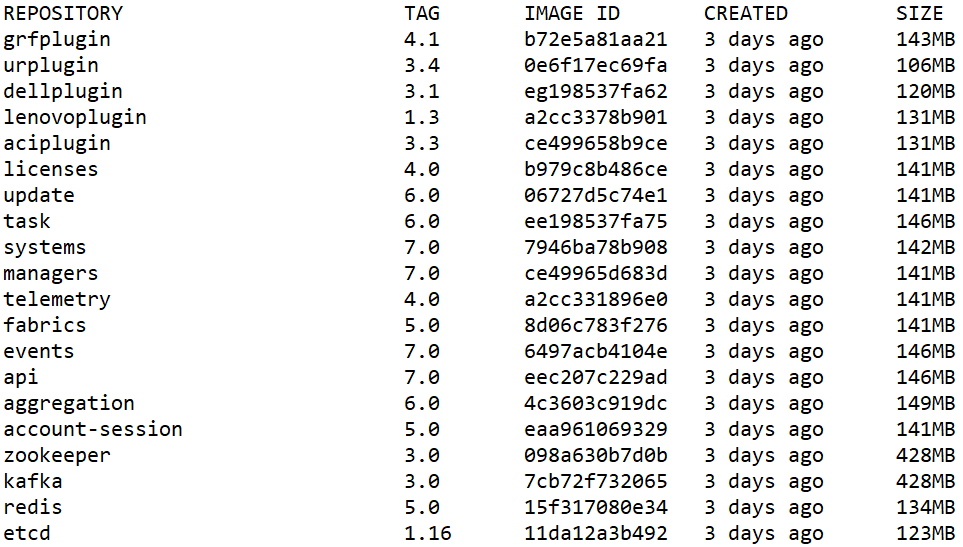 REPOSITORY TAG IMAGE ID CREATED SIZE
grfplugin 4.1 b72e5a81aa21 3 days ago 143MB
urplugin 3.4 0e6f17ec69fa 3 days ago 106MB
dellplugin 3.1 eg198537fa62 3 days ago 120MB
lenovoplugin 1.3 a2cc3378b901 3 days ago 131MB
aciplugin 3.3 ce499658b9ce 3 days ago 131MB
licenses 4.0 b979c8b486ce 3 days ago 141MB
update 6.0 06727d5c74e1 3 days ago 141MB
task 6.0 ee198537fa75 3 days ago 146MB
systems 7.0 7946ba78b908 3 days ago 142MB
managers 7.0 ce49965d683d 3 days ago 141MB
telemetry 4.0 a2cc331896e0 3 days ago 141MB
fabrics 5.0 8d06c783f276 3 days ago 141MB
events 7.0 6497acb4104e 3 days ago 146MB
api 7.0 eec207c229ad 3 days ago 146MB
aggregation 6.0 4c3603c919dc 3 days ago 149MB
account-session 5.0 eaa961069329 3 days ago 141MB
zookeeper 3.0 098a630b7d0b 3 days ago 428MB
kafka 3.0 7cb72f732065 3 days ago 428MB
redis 5.0 15f317080e34 3 days ago 134MB
etcd 1.16 11da12a3b492 3 days ago 123MB